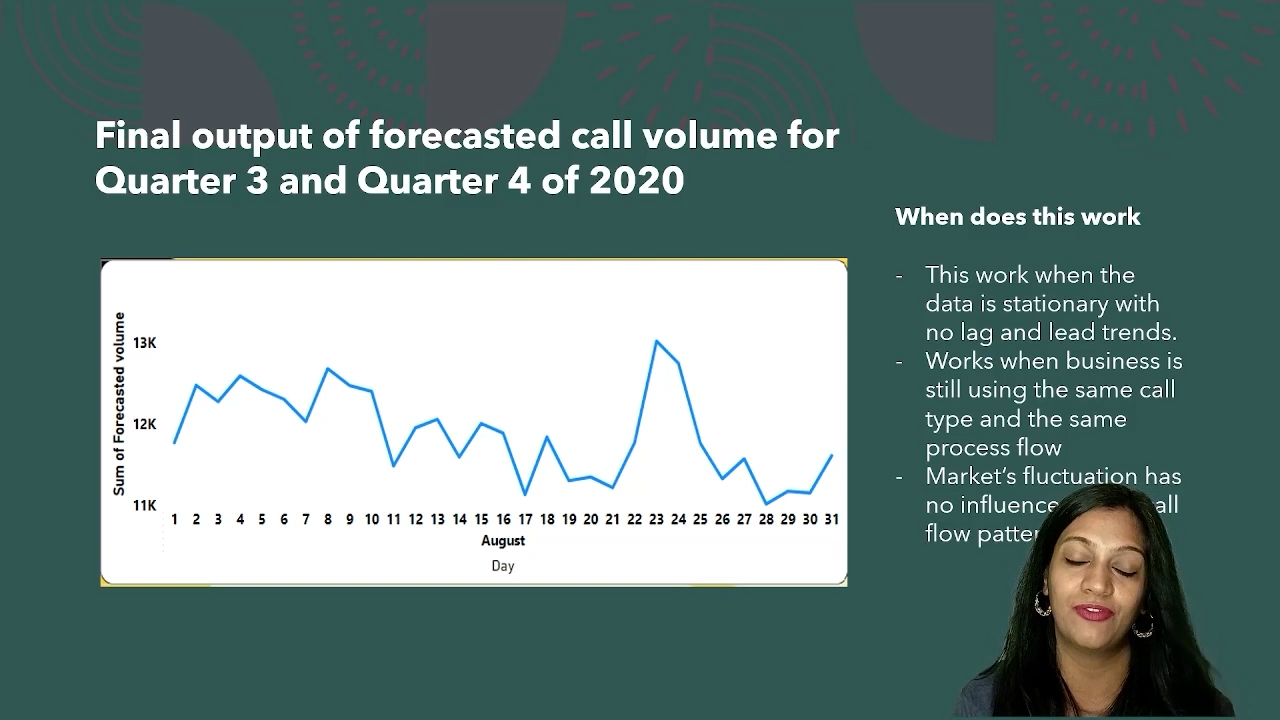 Final output of forecasted call volume for
Quarter 3 and Quarter 4 of 2020
When does this work
- This work when the
data is stationary with
no lag and lead trends.
- Works when business is
still using the same call
type and the same
process flow
- Market's fluctuation has
no influence
flow
Sum of Forecasted volume
13K
12K
11K
1 2 3 4 5 6 7 8 9 10 11 12 13 14 15 16 17 18 19 20 21 22 23 24 25 26 27 28 29 30 31
August
Day